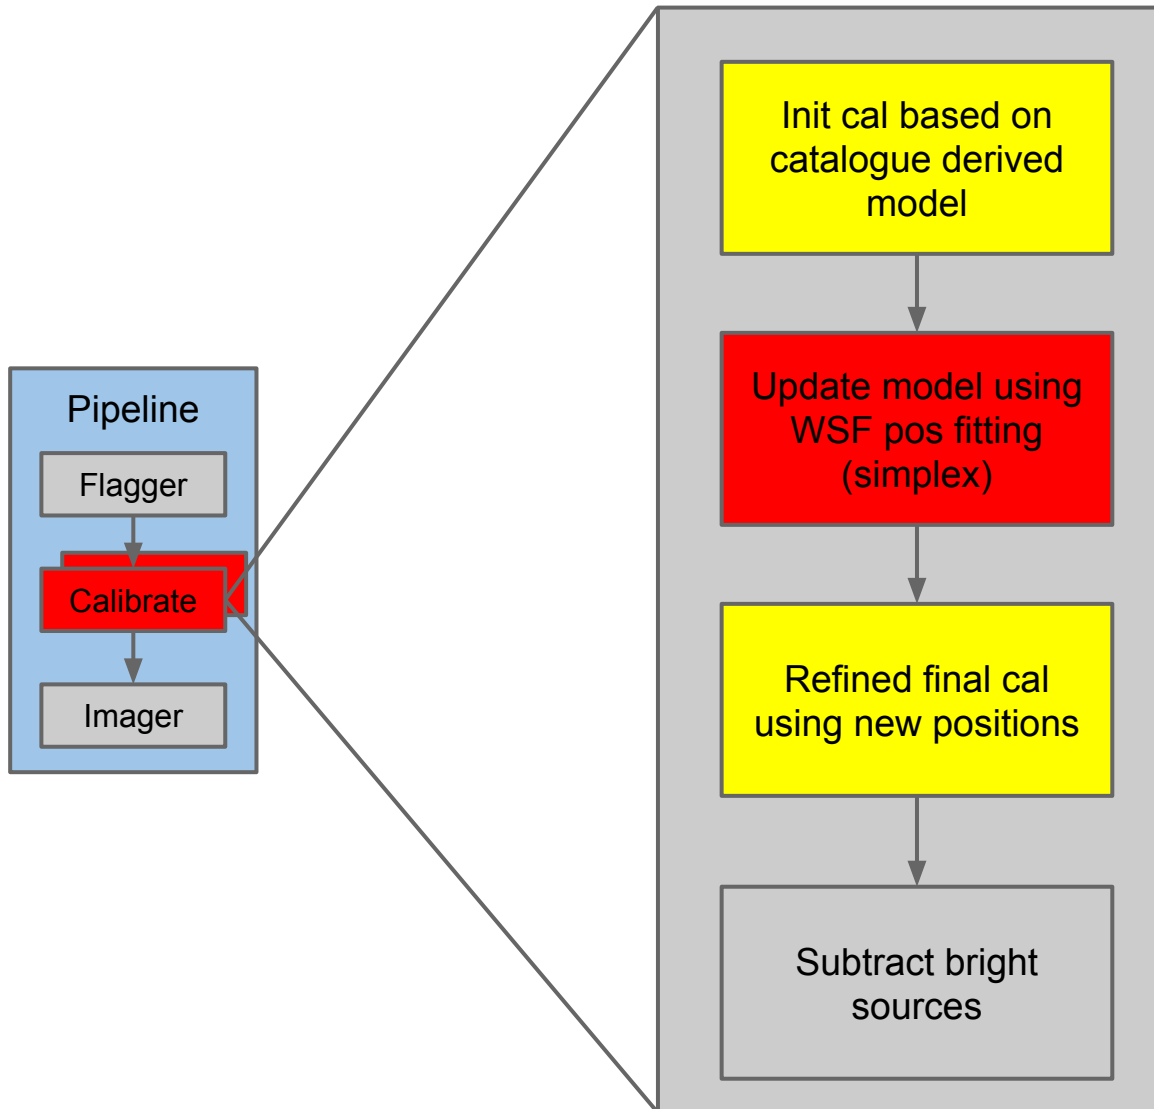 Pipeline
Flagger
Calibrate
Imager
Init cal based on
catalogue derived
model
Update model using
WSF pos fitting
(simplex)
Refined final cal
using new positions
Subtract bright
sources